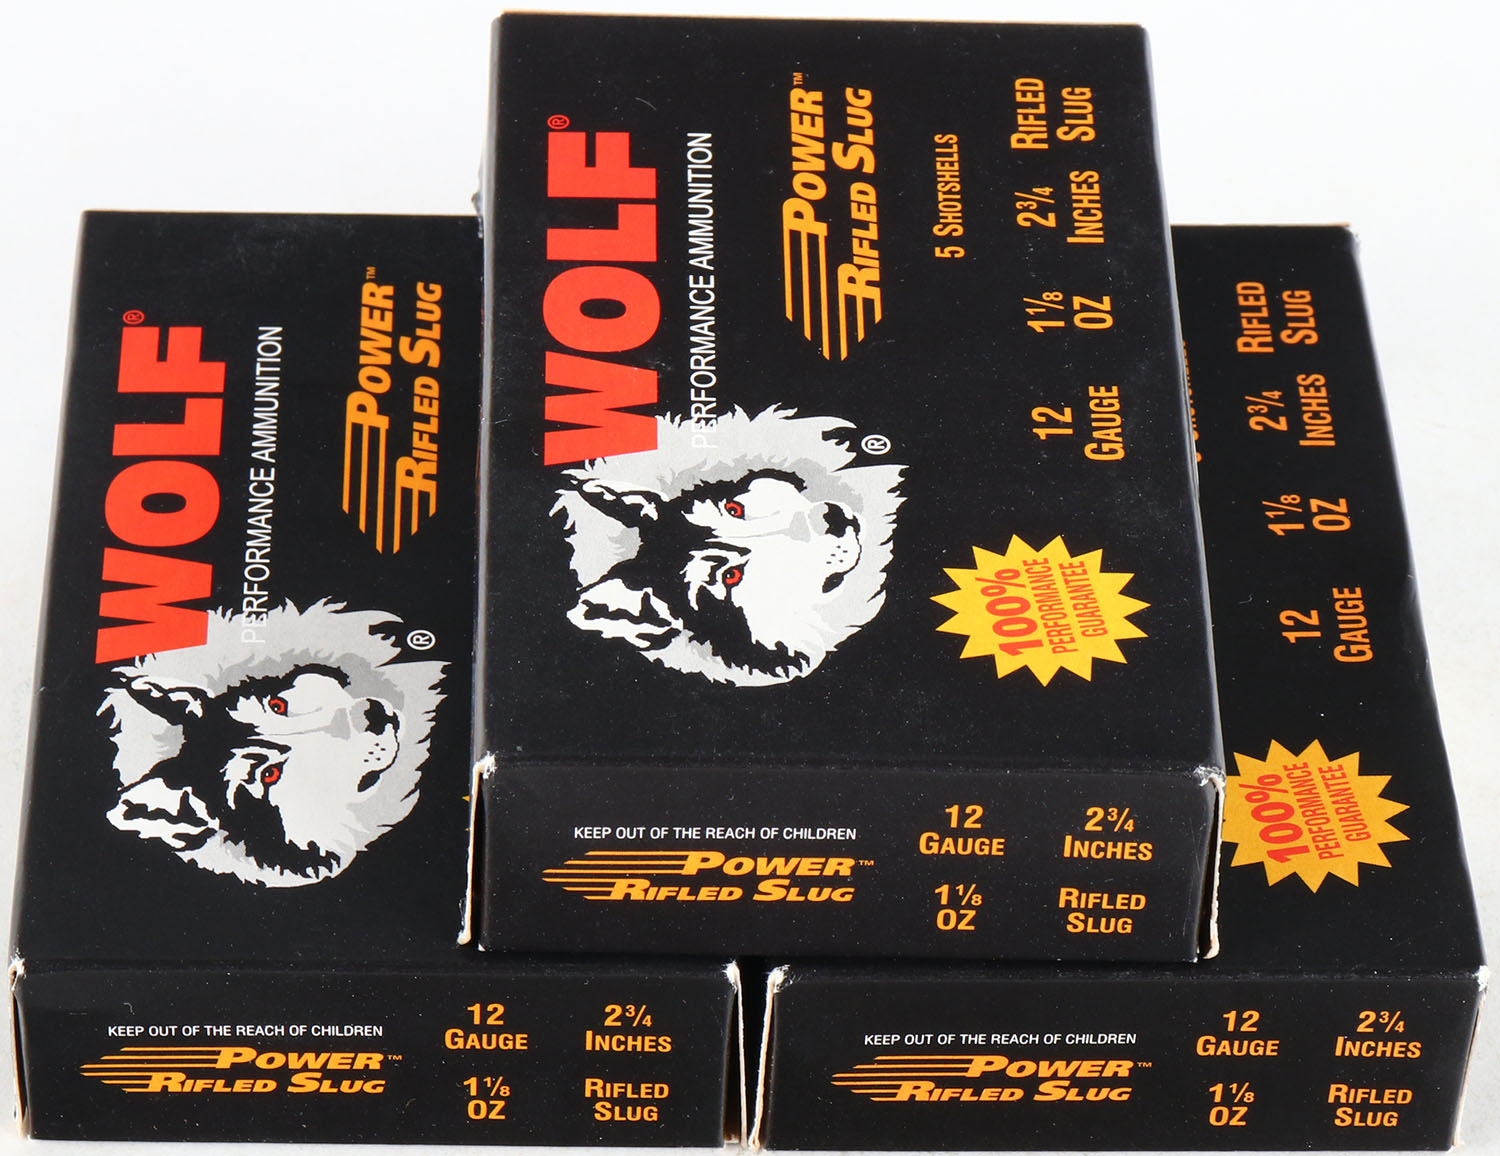 WOLF®
PERFORMANCE AMMUNITION
POWER™
RIFLED SLUG
®
KEEP OUT OF THE REACH OF CHILDREN
POWER™
RIFLED SLUG
12
GAUGE
2¾
INCHES
1⅛
OZ
RIFLED
SLUG
WOLF®
PERFORMANCE AMMUNITION
®
POWER™
RIFLED SLUG
5 SHOTSHELLS
12
GAUGE
1⅛
OZ
2¾
INCHES
RIFLED
SLUG
100%
PERFORMANCE
GUARANTEE
KEEP OUT OF THE REACH OF CHILDREN
POWER™
RIFLED SLUG
12
GAUGE
2¾
INCHES
1⅛
OZ
RIFLED
SLUG
12
GAUGE
1⅛
OZ
2¾
INCHES
RIFLED
SLUG
100%
PERFORMANCE
GUARANTEE
KEEP OUT OF THE REACH OF CHILDREN
POWER™
RIFLED SLUG
12
GAUGE
2¾
INCHES
1⅛
OZ
RIFLED
SLUG